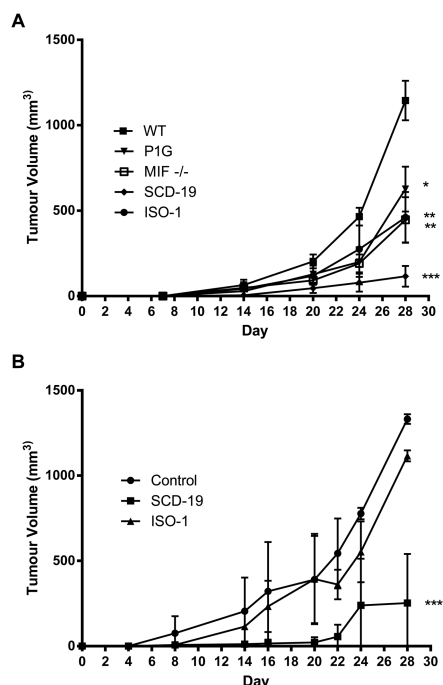 A
Tumour Volume (mm³)
1500
1000
500
0
WT
P1G
MIF -/-
SCD-19
ISO-1
*
**
**
***
0 2 4 6 8 10 12 14 16 18 20 22 24 26 28 30
Day
B
Tumour Volume (mm³)
1500
1000
500
0
Control
SCD-19
ISO-1
***
0 2 4 6 8 10 12 14 16 18 20 22 24 26 28 30
Day